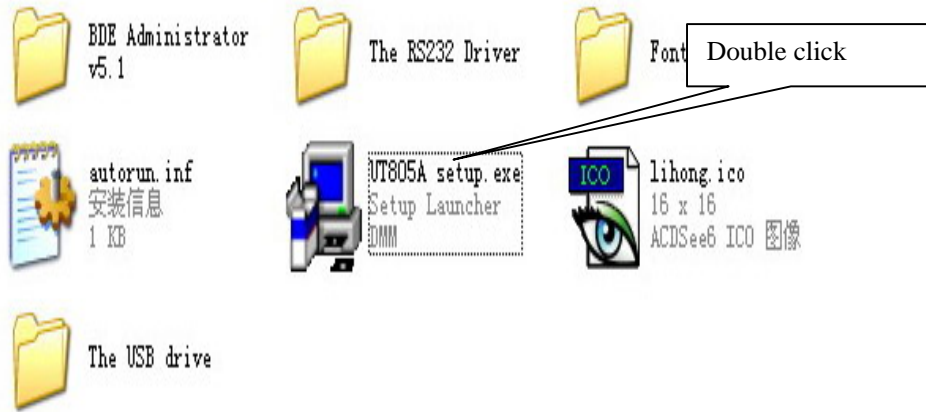 BDE Administrator
v5.1
The RS232 Driver
Font
Double click
autorun.inf
安装信息
1 KB
UT805A setup.exe
Setup Launcher
DMM
ICO
lihong.ico
16 x 16
ACDSee6 ICO 图像
The USB drive